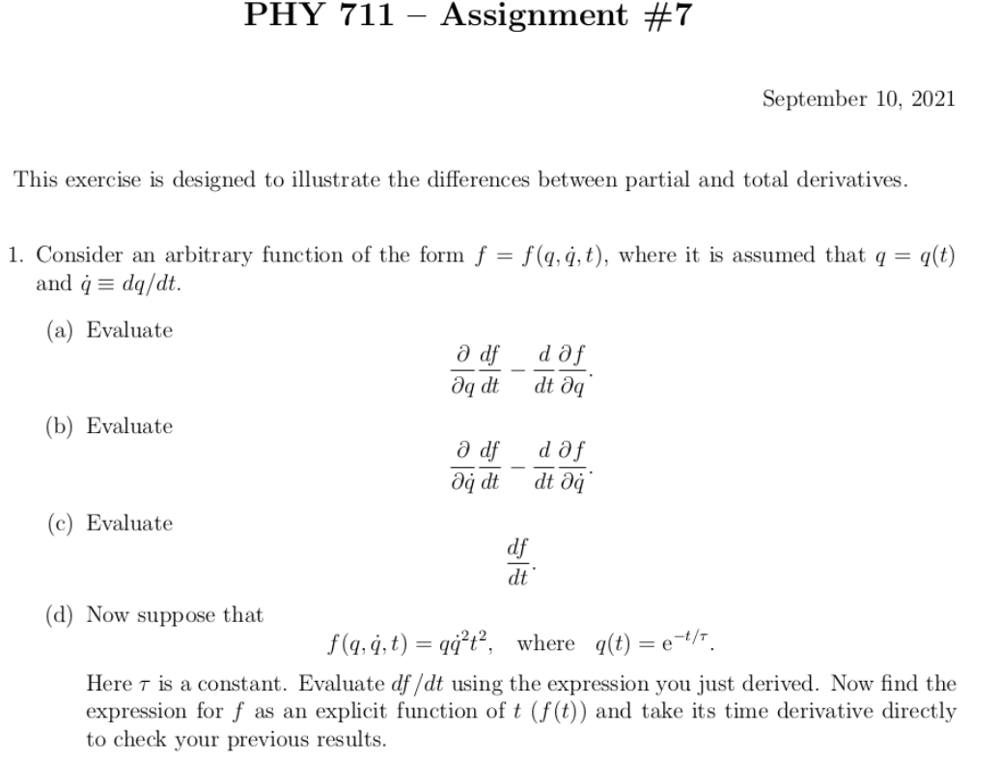 PHY 711 – Assignment #7
September 10, 2021
This exercise is designed to illustrate the differences between partial and total derivatives.
1. Consider an arbitrary function of the form f = f(q, q̇, t), where it is assumed that q = q(t)
and q̇ ≡ dq/dt.
(a) Evaluate
∂/∂q df/dt − d/dt ∂f/∂q.
(b) Evaluate
∂/∂q̇ df/dt − d/dt ∂f/∂q̇.
(c) Evaluate
df/dt.
(d) Now suppose that
f(q, q̇, t) = qq̇²t², where q(t) = e^{−t/τ}.
Here τ is a constant. Evaluate df/dt using the expression you just derived. Now find the
expression for f as an explicit function of t (f(t)) and take its time derivative directly
to check your previous results.